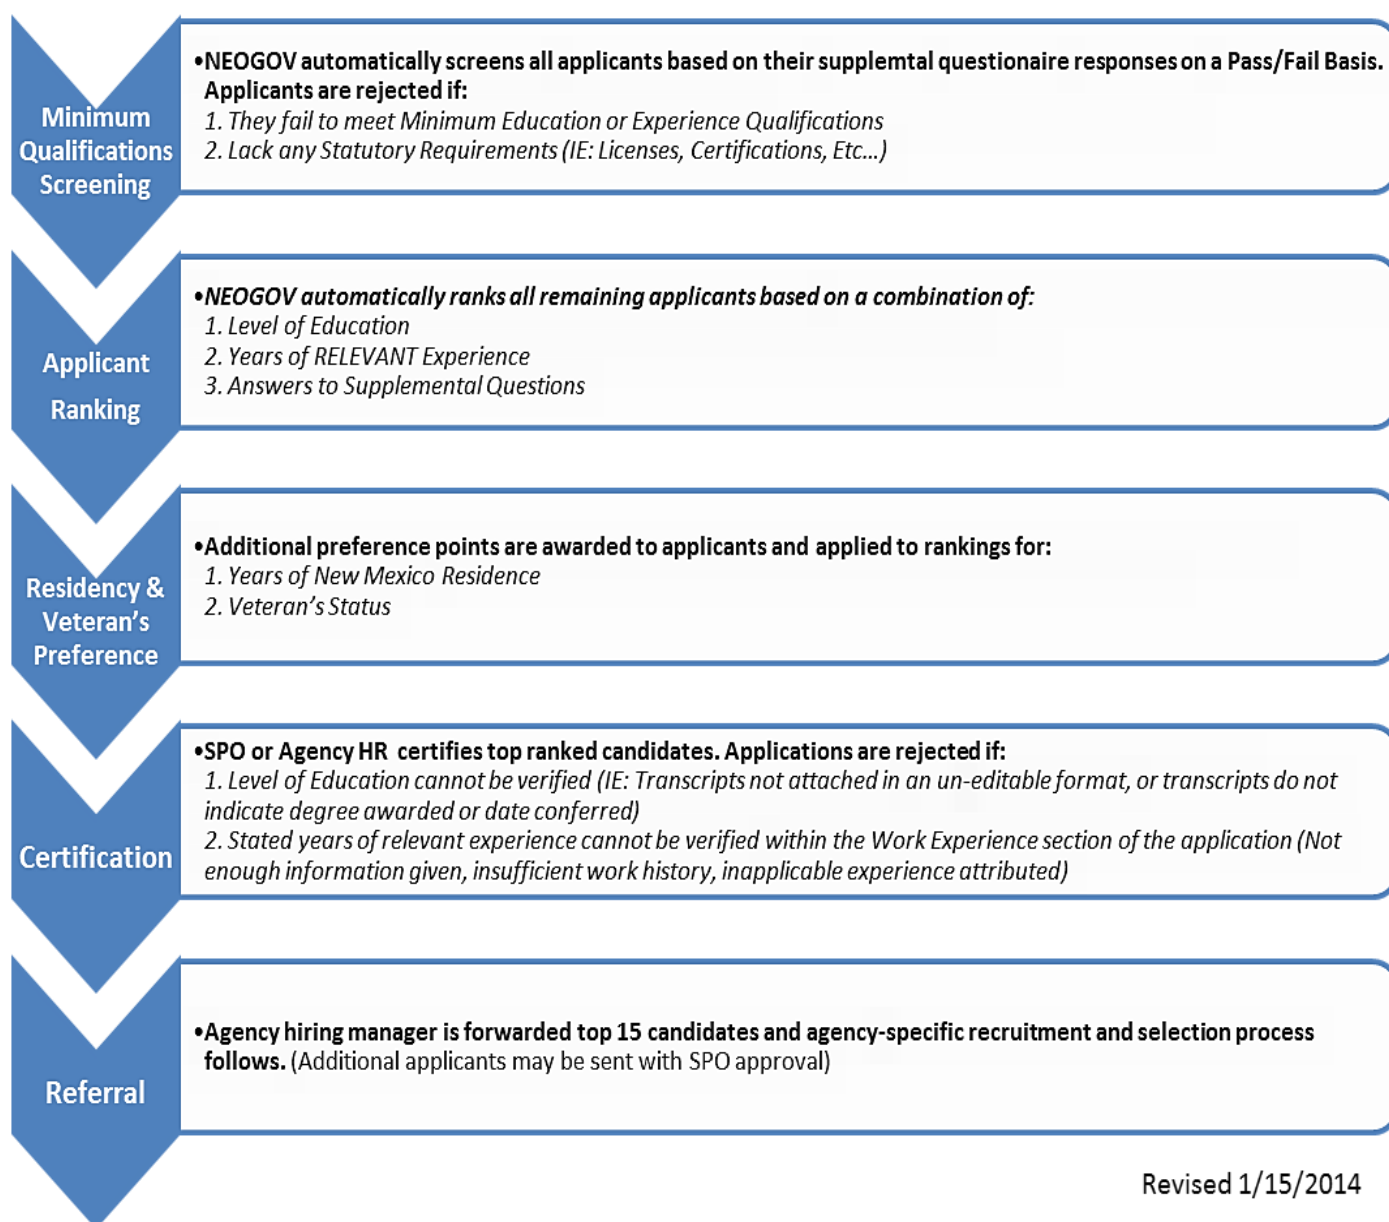 Minimum
Qualifications
Screening
•NEOGOV automatically screens all applicants based on their supplemtal questionaire responses on a Pass/Fail Basis.
Applicants are rejected if:
1. They fail to meet Minimum Education or Experience Qualifications
2. Lack any Statutory Requirements (IE: Licenses, Certifications, Etc…)
Applicant
Ranking
•NEOGOV automatically ranks all remaining applicants based on a combination of:
1. Level of Education
2. Years of RELEVANT Experience
3. Answers to Supplemental Questions
Residency &
Veteran’s
Preference
•Additional preference points are awarded to applicants and applied to rankings for:
1. Years of New Mexico Residence
2. Veteran’s Status
Certification
•SPO or Agency HR certifies top ranked candidates. Applications are rejected if:
1. Level of Education cannot be verified (IE: Transcripts not attached in an un-editable format, or transcripts do not
indicate degree awarded or date conferred)
2. Stated years of relevant experience cannot be verified within the Work Experience section of the application (Not
enough information given, insufficient work history, inapplicable experience attributed)
Referral
•Agency hiring manager is forwarded top 15 candidates and agency-specific recruitment and selection process
follows. (Additional applicants may be sent with SPO approval)
Revised 1/15/2014